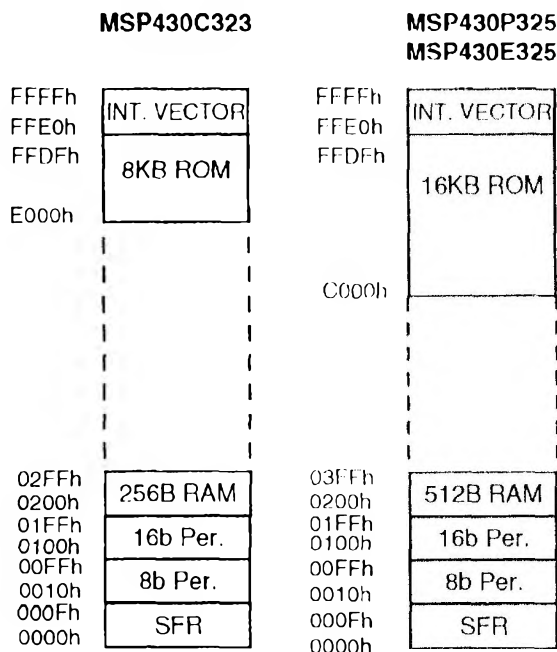 MSP430C323
FFFFh
INT. VECTOR
FFE0h
FFDFh
8KB ROM
E000h
02FFh
256B RAM
0200h
01FFh
16b Per.
0100h
00FFh
8b Per.
0010h
000Fh
SFR
0000h
MSP430P325
MSP430E325
FFFFh
INT. VECTOR
FFE0h
FFDFh
16KB ROM
C000h
03FFh
512B RAM
0200h
01FFh
16b Per.
0100h
00FFh
8b Per.
0010h
000Fh
SFR
0000h